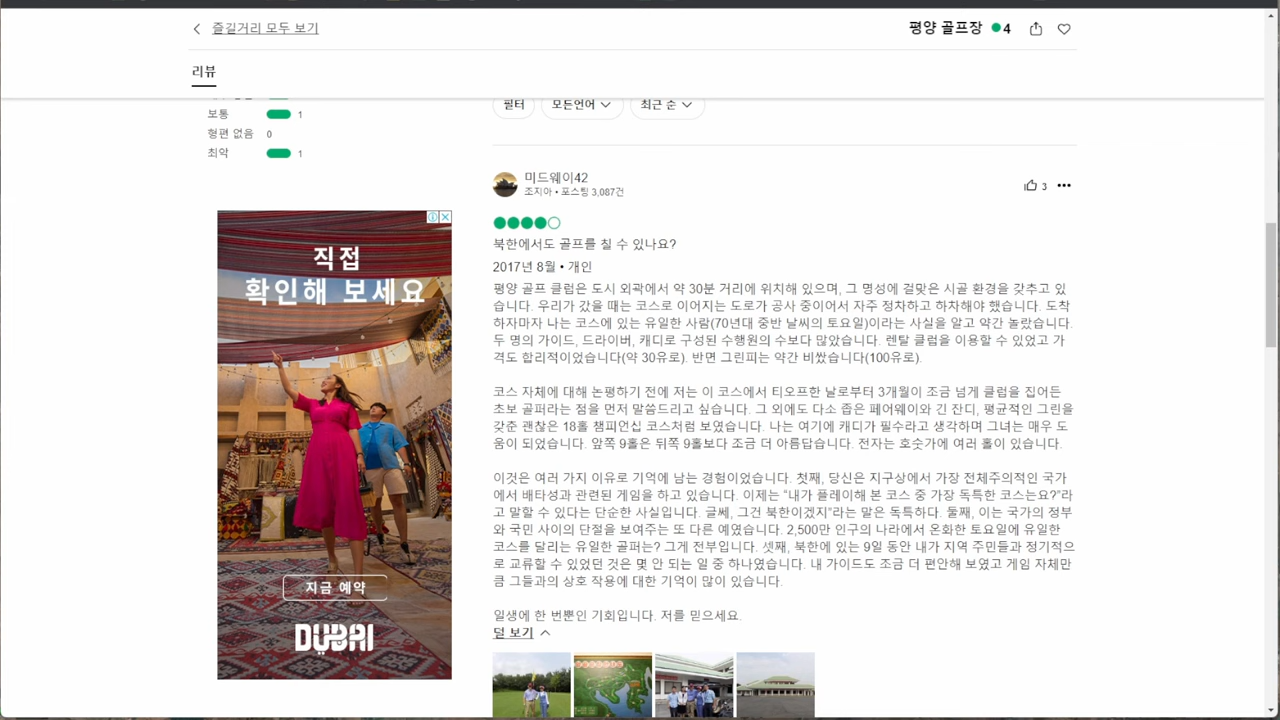 즐길거리 모두 보기
평양 골프장 4
리뷰
보통 1
형편 없음 0
최악 1
필터 모든언어 최근 순
미드웨이42
조지아 • 포스팅 3,087건
3
북한에서도 골프를 칠 수 있나요?
2017년 8월 • 개인
평양 골프 클럽은 도시 외곽에서 약 30분 거리에 위치해 있으며, 그 명성에 걸맞은 시골 환경을 갖추고 있
습니다. 우리가 갔을 때는 코스로 이어지는 도로가 공사 중이어서 자주 정차하고 하차해야 했습니다. 도착
하자마자 나는 코스에 있는 유일한 사람(70년대 중반 날씨의 토요일)이라는 사실을 알고 약간 놀랐습니다.
두 명의 가이드, 드라이버, 캐디로 구성된 수행원의 수보다 많았습니다. 렌탈 클럽을 이용할 수 있었고 가
격도 합리적이었습니다(약 30유로). 반면 그린피는 약간 비쌌습니다(100유로).
코스 자체에 대해 논평하기 전에 저는 이 코스에서 티오프한 날로부터 3개월이 조금 넘게 클럽을 집어든
초보 골퍼라는 점을 먼저 말씀드리고 싶습니다. 그 외에도 다소 좁은 페어웨이와 긴 잔디, 평균적인 그린을
갖춘 괜찮은 18홀 챔피언십 코스처럼 보였습니다. 나는 여기에 캐디가 필수라고 생각하며 그녀는 매우 도
움이 되었습니다. 앞쪽 9홀은 뒤쪽 9홀보다 조금 더 아름답습니다. 전자는 호숫가에 여러 홀이 있습니다.
이것은 여러 가지 이유로 기억에 남는 경험이었습니다. 첫째, 당신은 지구상에서 가장 전체주의적인 국가
에서 배타성과 관련된 게임을 하고 있습니다. 이제는 "내가 플레이해 본 코스 중 가장 독특한 코스는요?"라
고 말할 수 있다는 단순한 사실입니다. 글쎄, 그건 북한이겠지"라는 말은 독특하다. 둘째, 이는 국가의 정부
와 국민 사이의 단절을 보여주는 또 다른 예였습니다. 2,500만 인구의 나라에서 온화한 토요일에 유일한
코스를 달리는 유일한 골퍼는? 그게 전부입니다. 셋째, 북한에 있는 9일 동안 내가 지역 주민들과 정기적으
로 교류할 수 있었던 것은 몇 안 되는 일 중 하나였습니다. 내 가이드도 조금 더 편안해 보였고 게임 자체만
큼 그들과의 상호 작용에 대한 기억이 많이 있습니다.
일생에 한 번뿐인 기회입니다. 저를 믿으세요.
덜 보기
직접
확인해 보세요
지금 예약
DUBAI